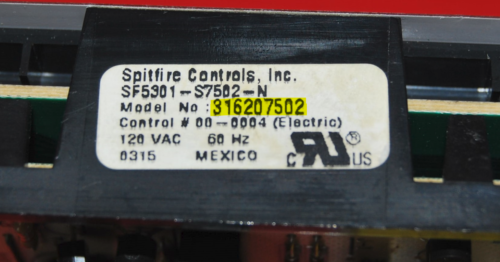 Spitfire Controls, Inc.
SF5301-S7502-N
Model No : 316207502
Control # 00-0004 (Electric)
120 VAC 60 Hz
0315 MEXICO
C RU ® US